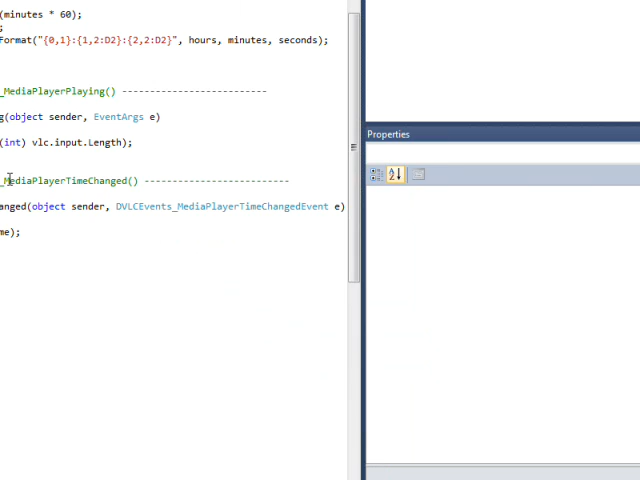 (minutes * 60);
;
Format("{0,1}:{1,2:D2}:{2,2:D2}", hours, minutes, seconds);
_MediaPlayerPlaying() --------------------------
g(object sender, EventArgs e)
(int) vlc.input.Length);
_MediaPlayerTimeChanged() --------------------------
anged(object sender, DVLCEvents_MediaPlayerTimeChangedEvent e)
me);
Properties